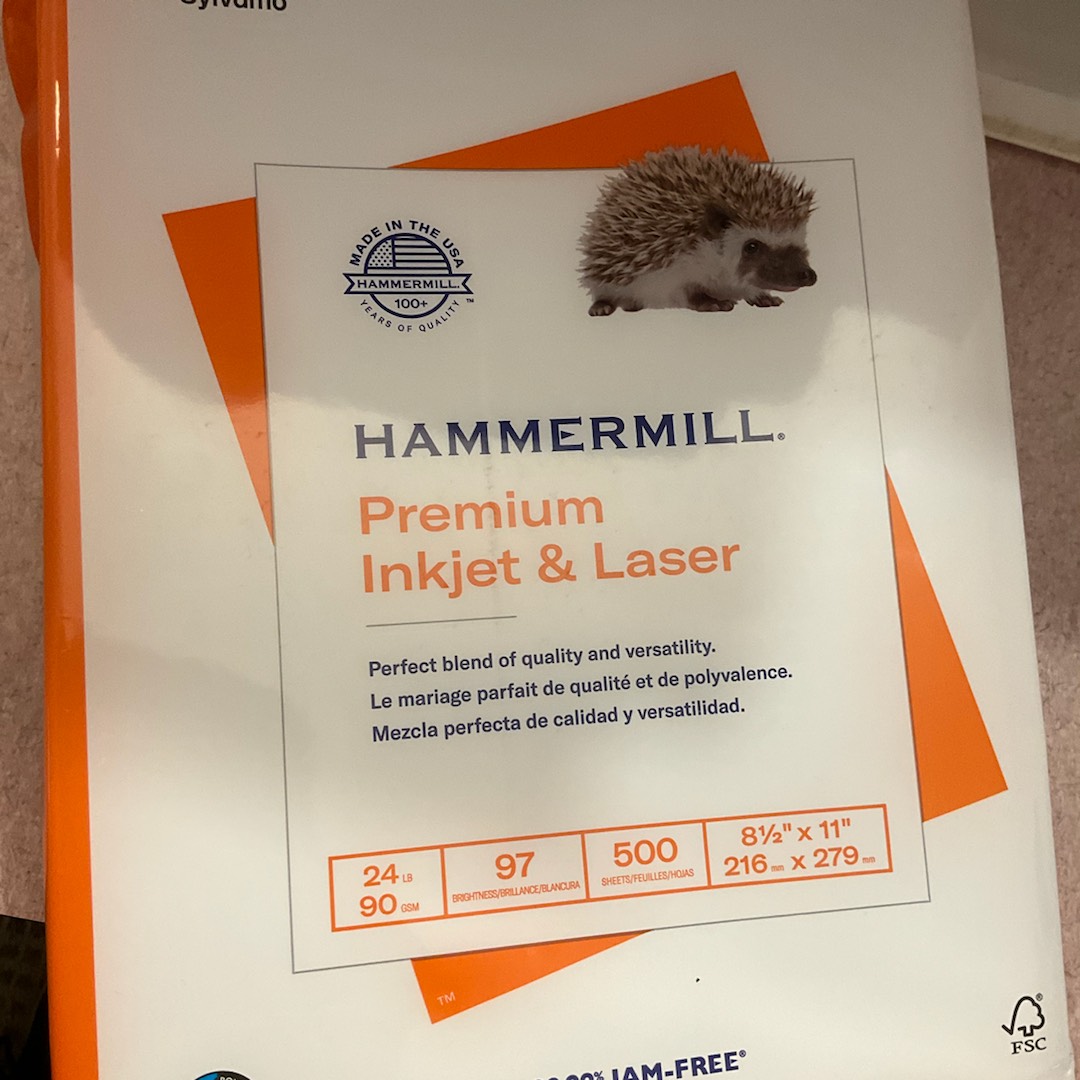 Sylvamo
MADE IN THE USA
HAMMERMILL.
100+
YEARS OF QUALITY ™
HAMMERMILL®
Premium
Inkjet & Laser
Perfect blend of quality and versatility.
Le mariage parfait de qualité et de polyvalence.
Mezcla perfecta de calidad y versatilidad.
24 LB
90 GSM
97
BRIGHTNESS/BRILLANCE/BLANCURA
500
SHEETS/FEUILLES/HOJAS
8½" x 11"
216 mm x 279 mm
TM
FSC®
JAM-FREE®